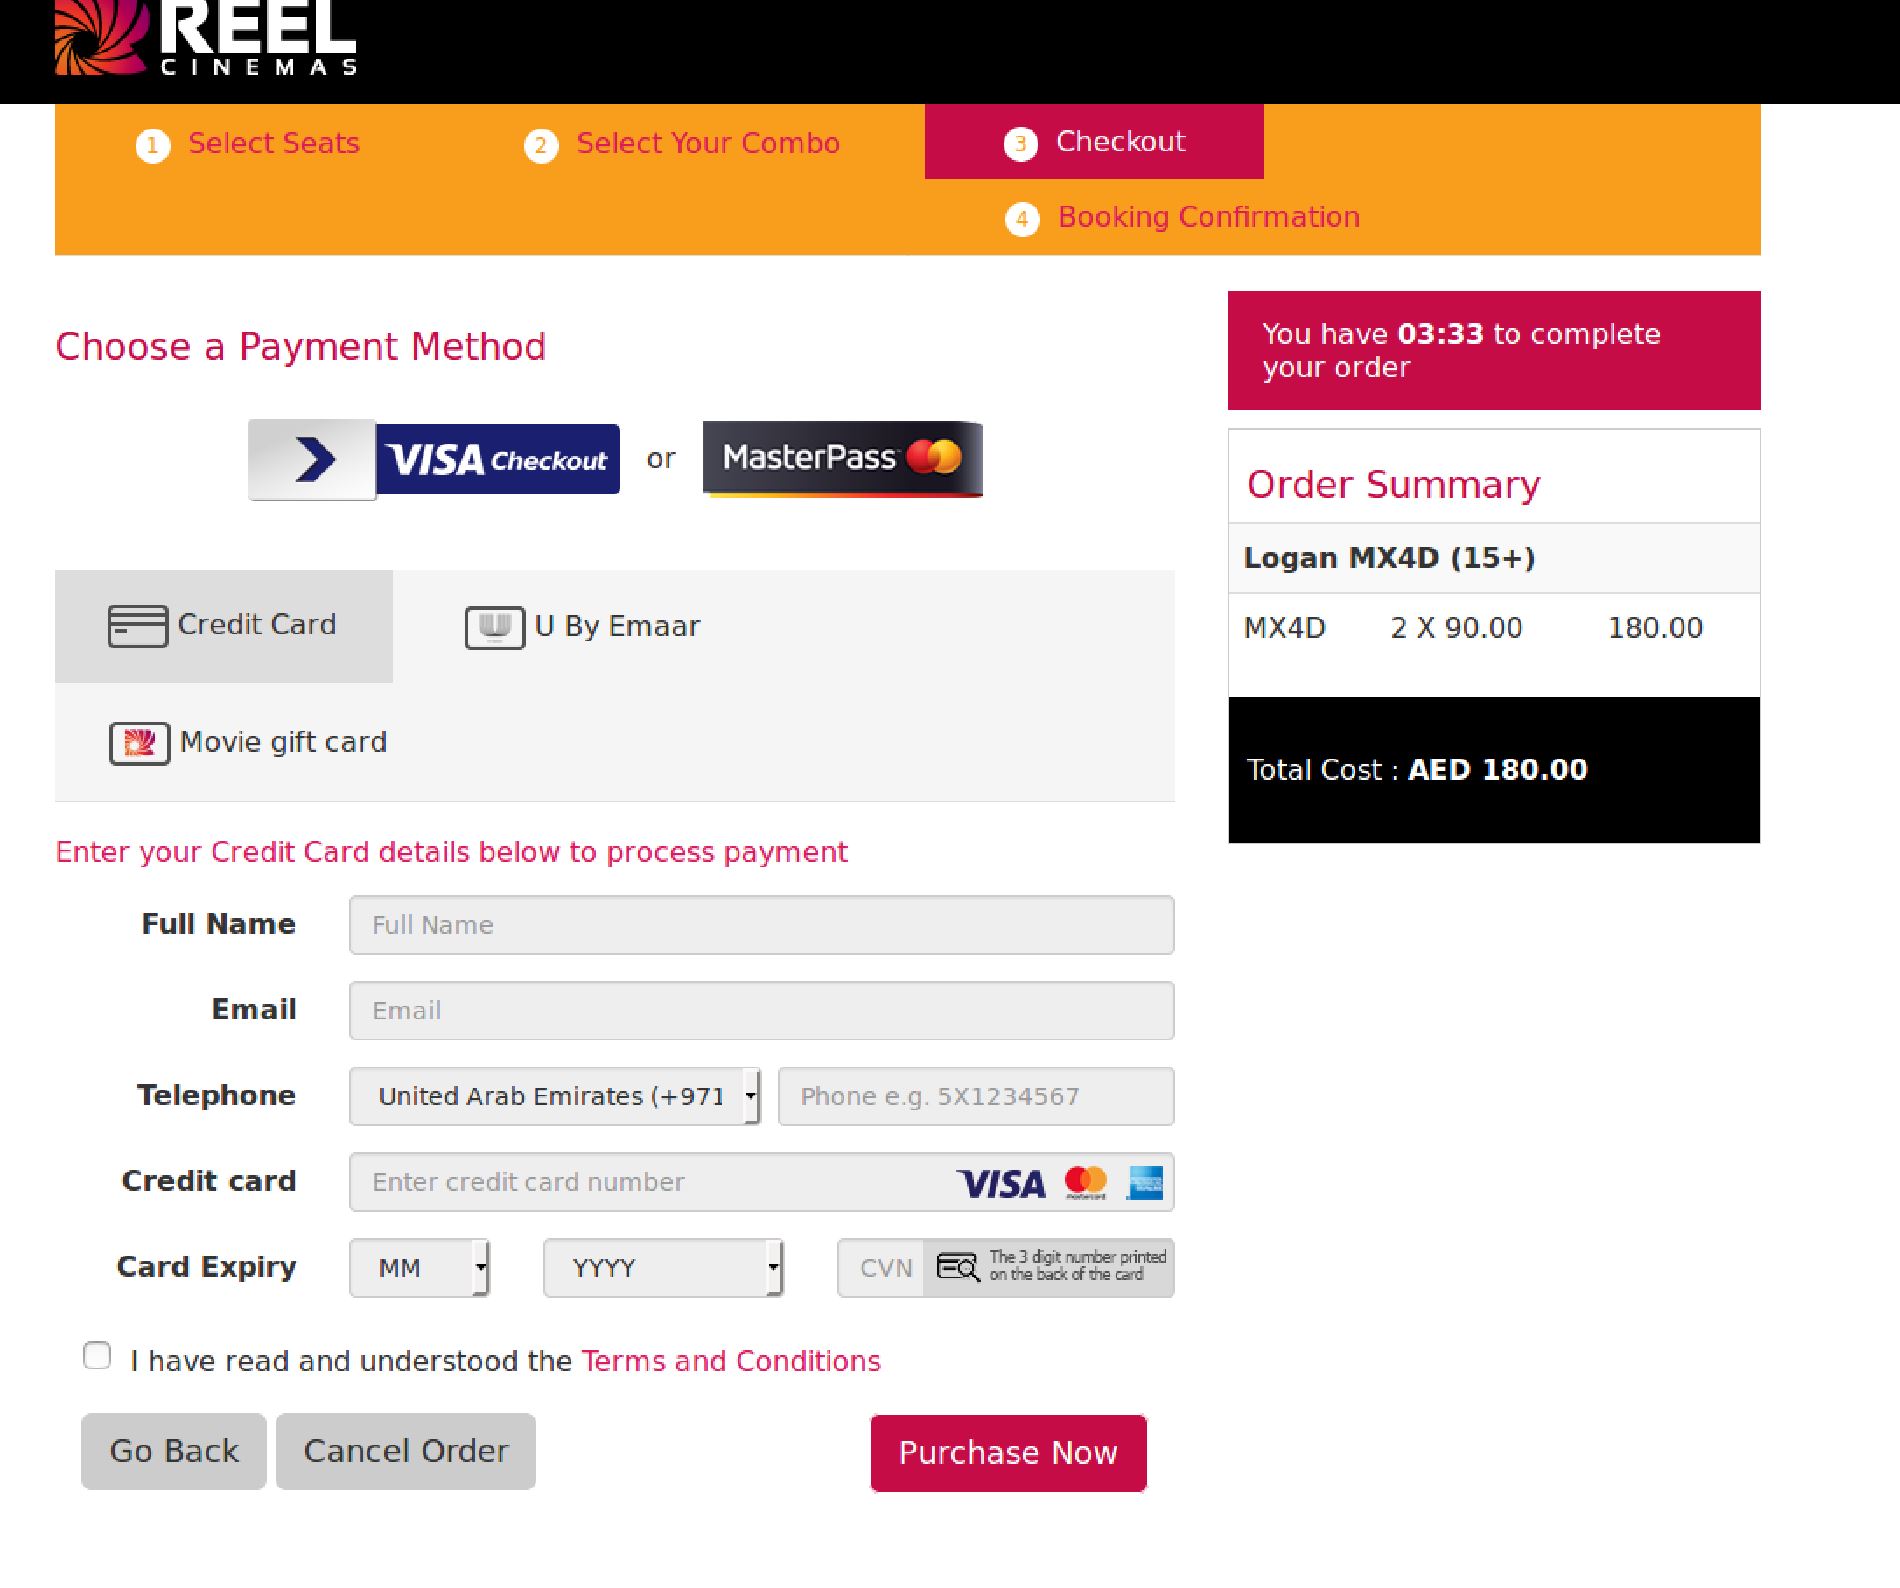 REEL
CINEMAS
1 Select Seats
2 Select Your Combo
3 Checkout
4 Booking Confirmation
Choose a Payment Method
VISA Checkout or MasterPass
Credit Card
U By Emaar
Movie gift card
Enter your Credit Card details below to process payment
Full Name Full Name
Email Email
Telephone United Arab Emirates (+971 Phone e.g. 5X1234567
Credit card Enter credit card number VISA mastercard
Card Expiry MM YYYY CVN The 3 digit number printed
on the back of the card
I have read and understood the Terms and Conditions
Go Back Cancel Order Purchase Now
You have 03:33 to complete
your order
Order Summary
Logan MX4D (15+)
MX4D 2 X 90.00 180.00
Total Cost : AED 180.00